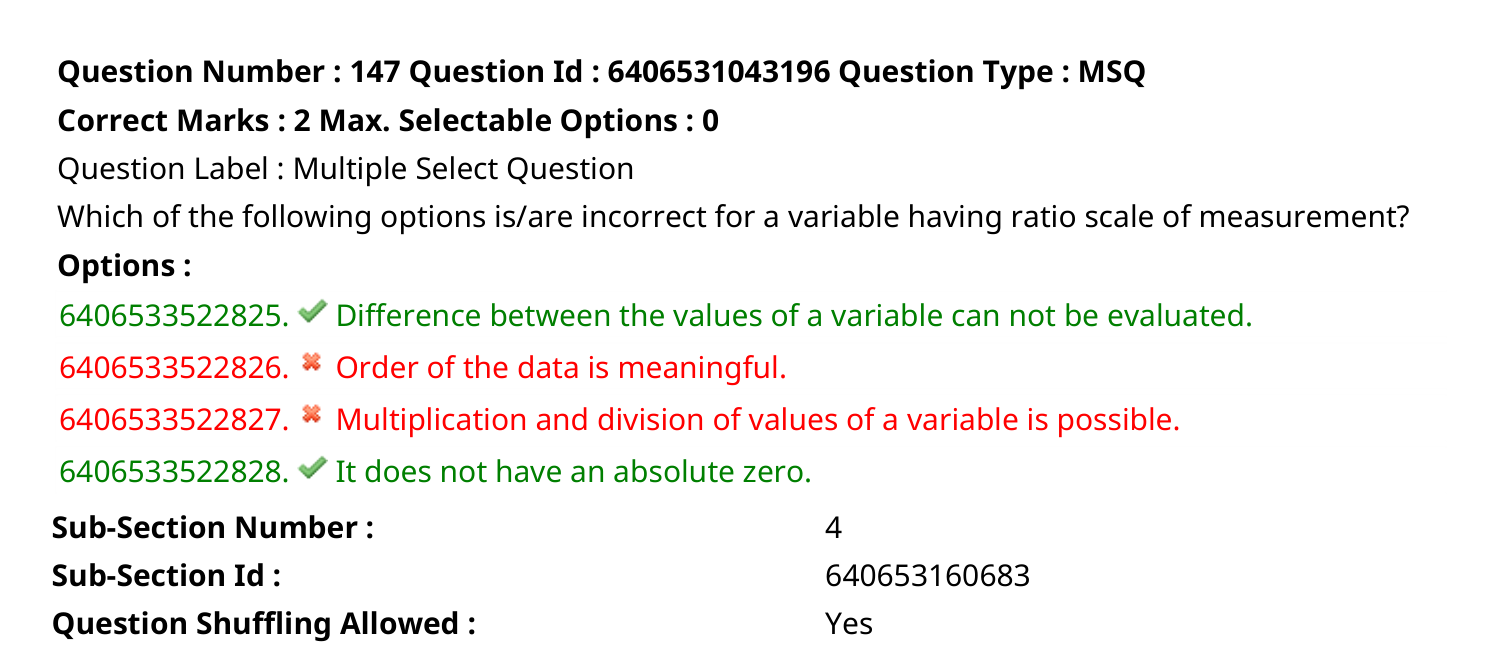 Question Number : 147 Question Id : 6406531043196 Question Type : MSQ
Correct Marks : 2 Max. Selectable Options : 0
Question Label : Multiple Select Question
Which of the following options is/are incorrect for a variable having ratio scale of measurement?
Options :
6406533522825. Difference between the values of a variable can not be evaluated.
6406533522826. Order of the data is meaningful.
6406533522827. Multiplication and division of values of a variable is possible.
6406533522828. It does not have an absolute zero.
Sub-Section Number : 4
Sub-Section Id : 640653160683
Question Shuffling Allowed : Yes